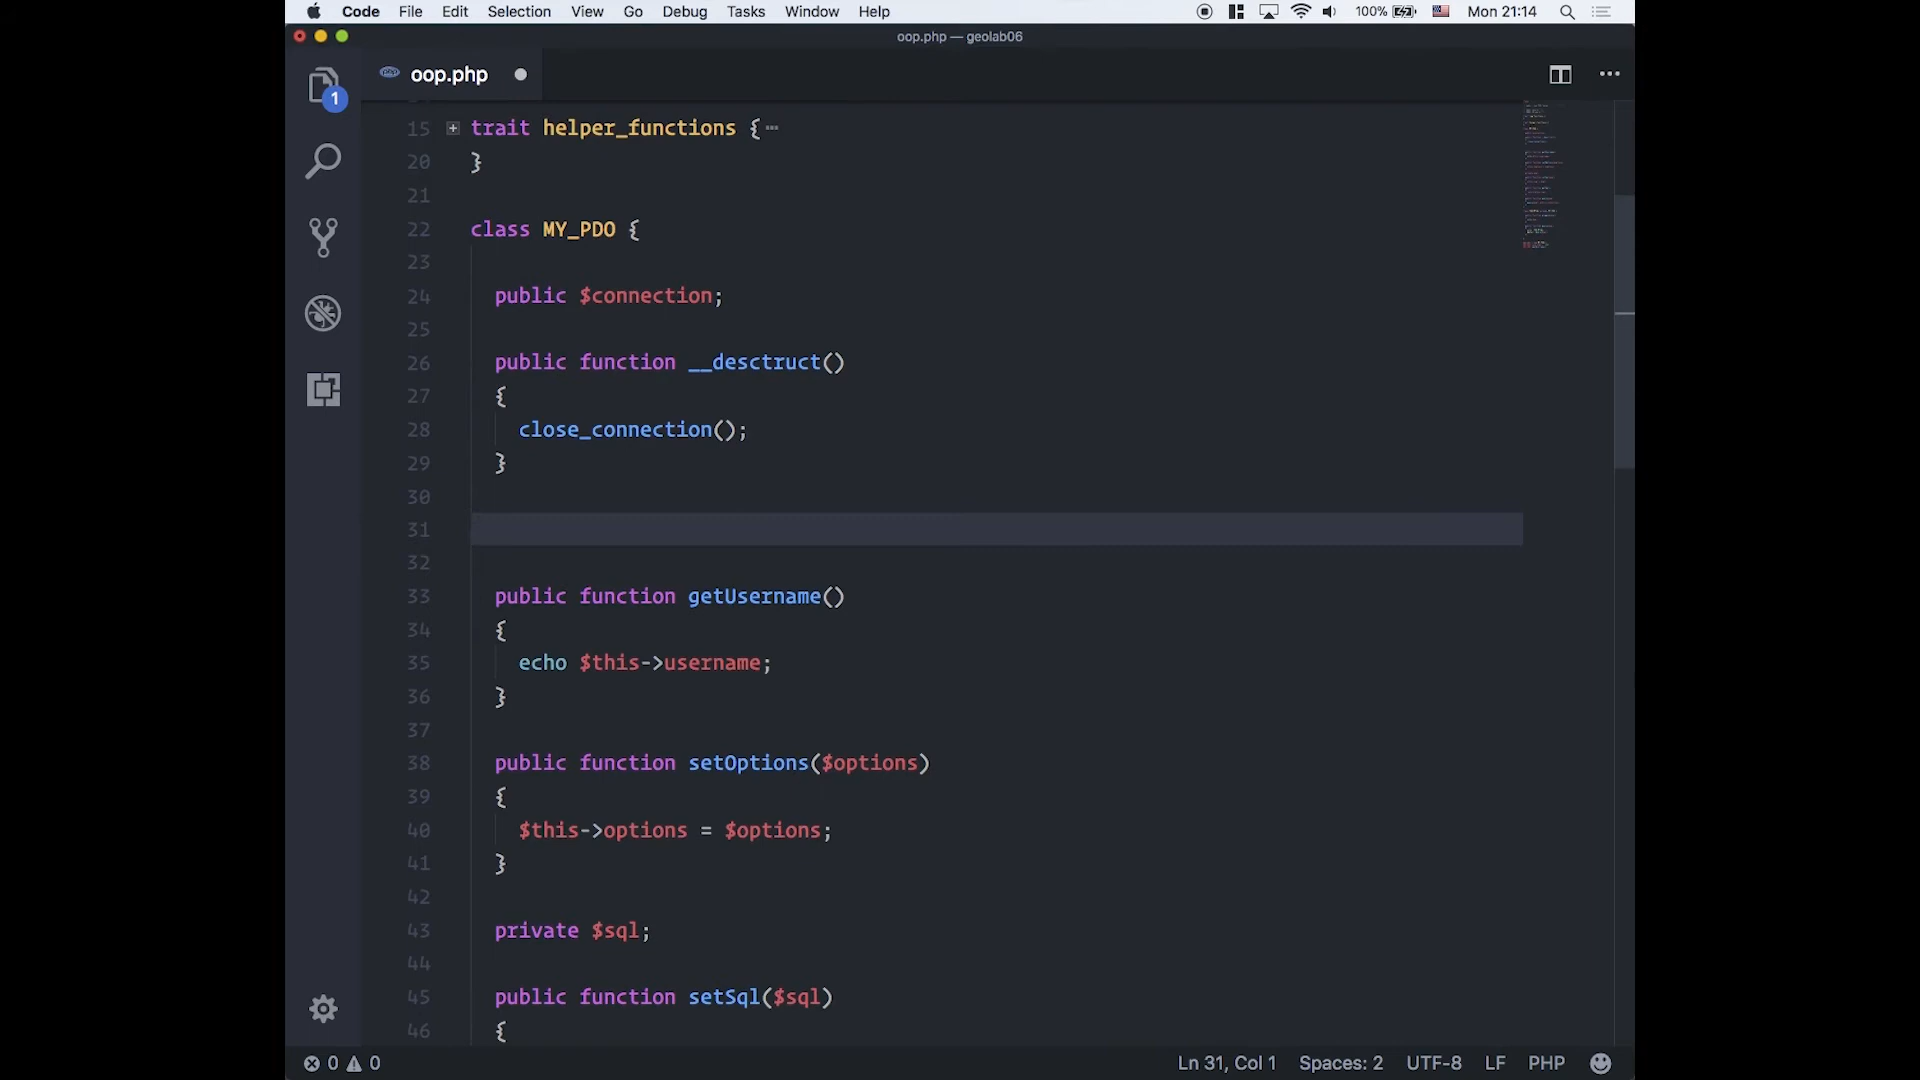 Code File Edit Selection View Go Debug Tasks Window Help 100% Mon 21:14
oop.php — geolab06
1
php oop.php
15 trait helper_functions {
20 }
21
22 class MY_PDO {
23
24 public $connection;
25
26 public function __desctruct()
27 {
28 close_connection();
29 }
30
31
32
33 public function getUsername()
34 {
35 echo $this->username;
36 }
37
38 public function setOptions($options)
39 {
40 $this->options = $options;
41 }
42
43 private $sql;
44
45 public function setSql($sql)
46 {
0 0 Ln 31, Col 1 Spaces: 2 UTF-8 LF PHP